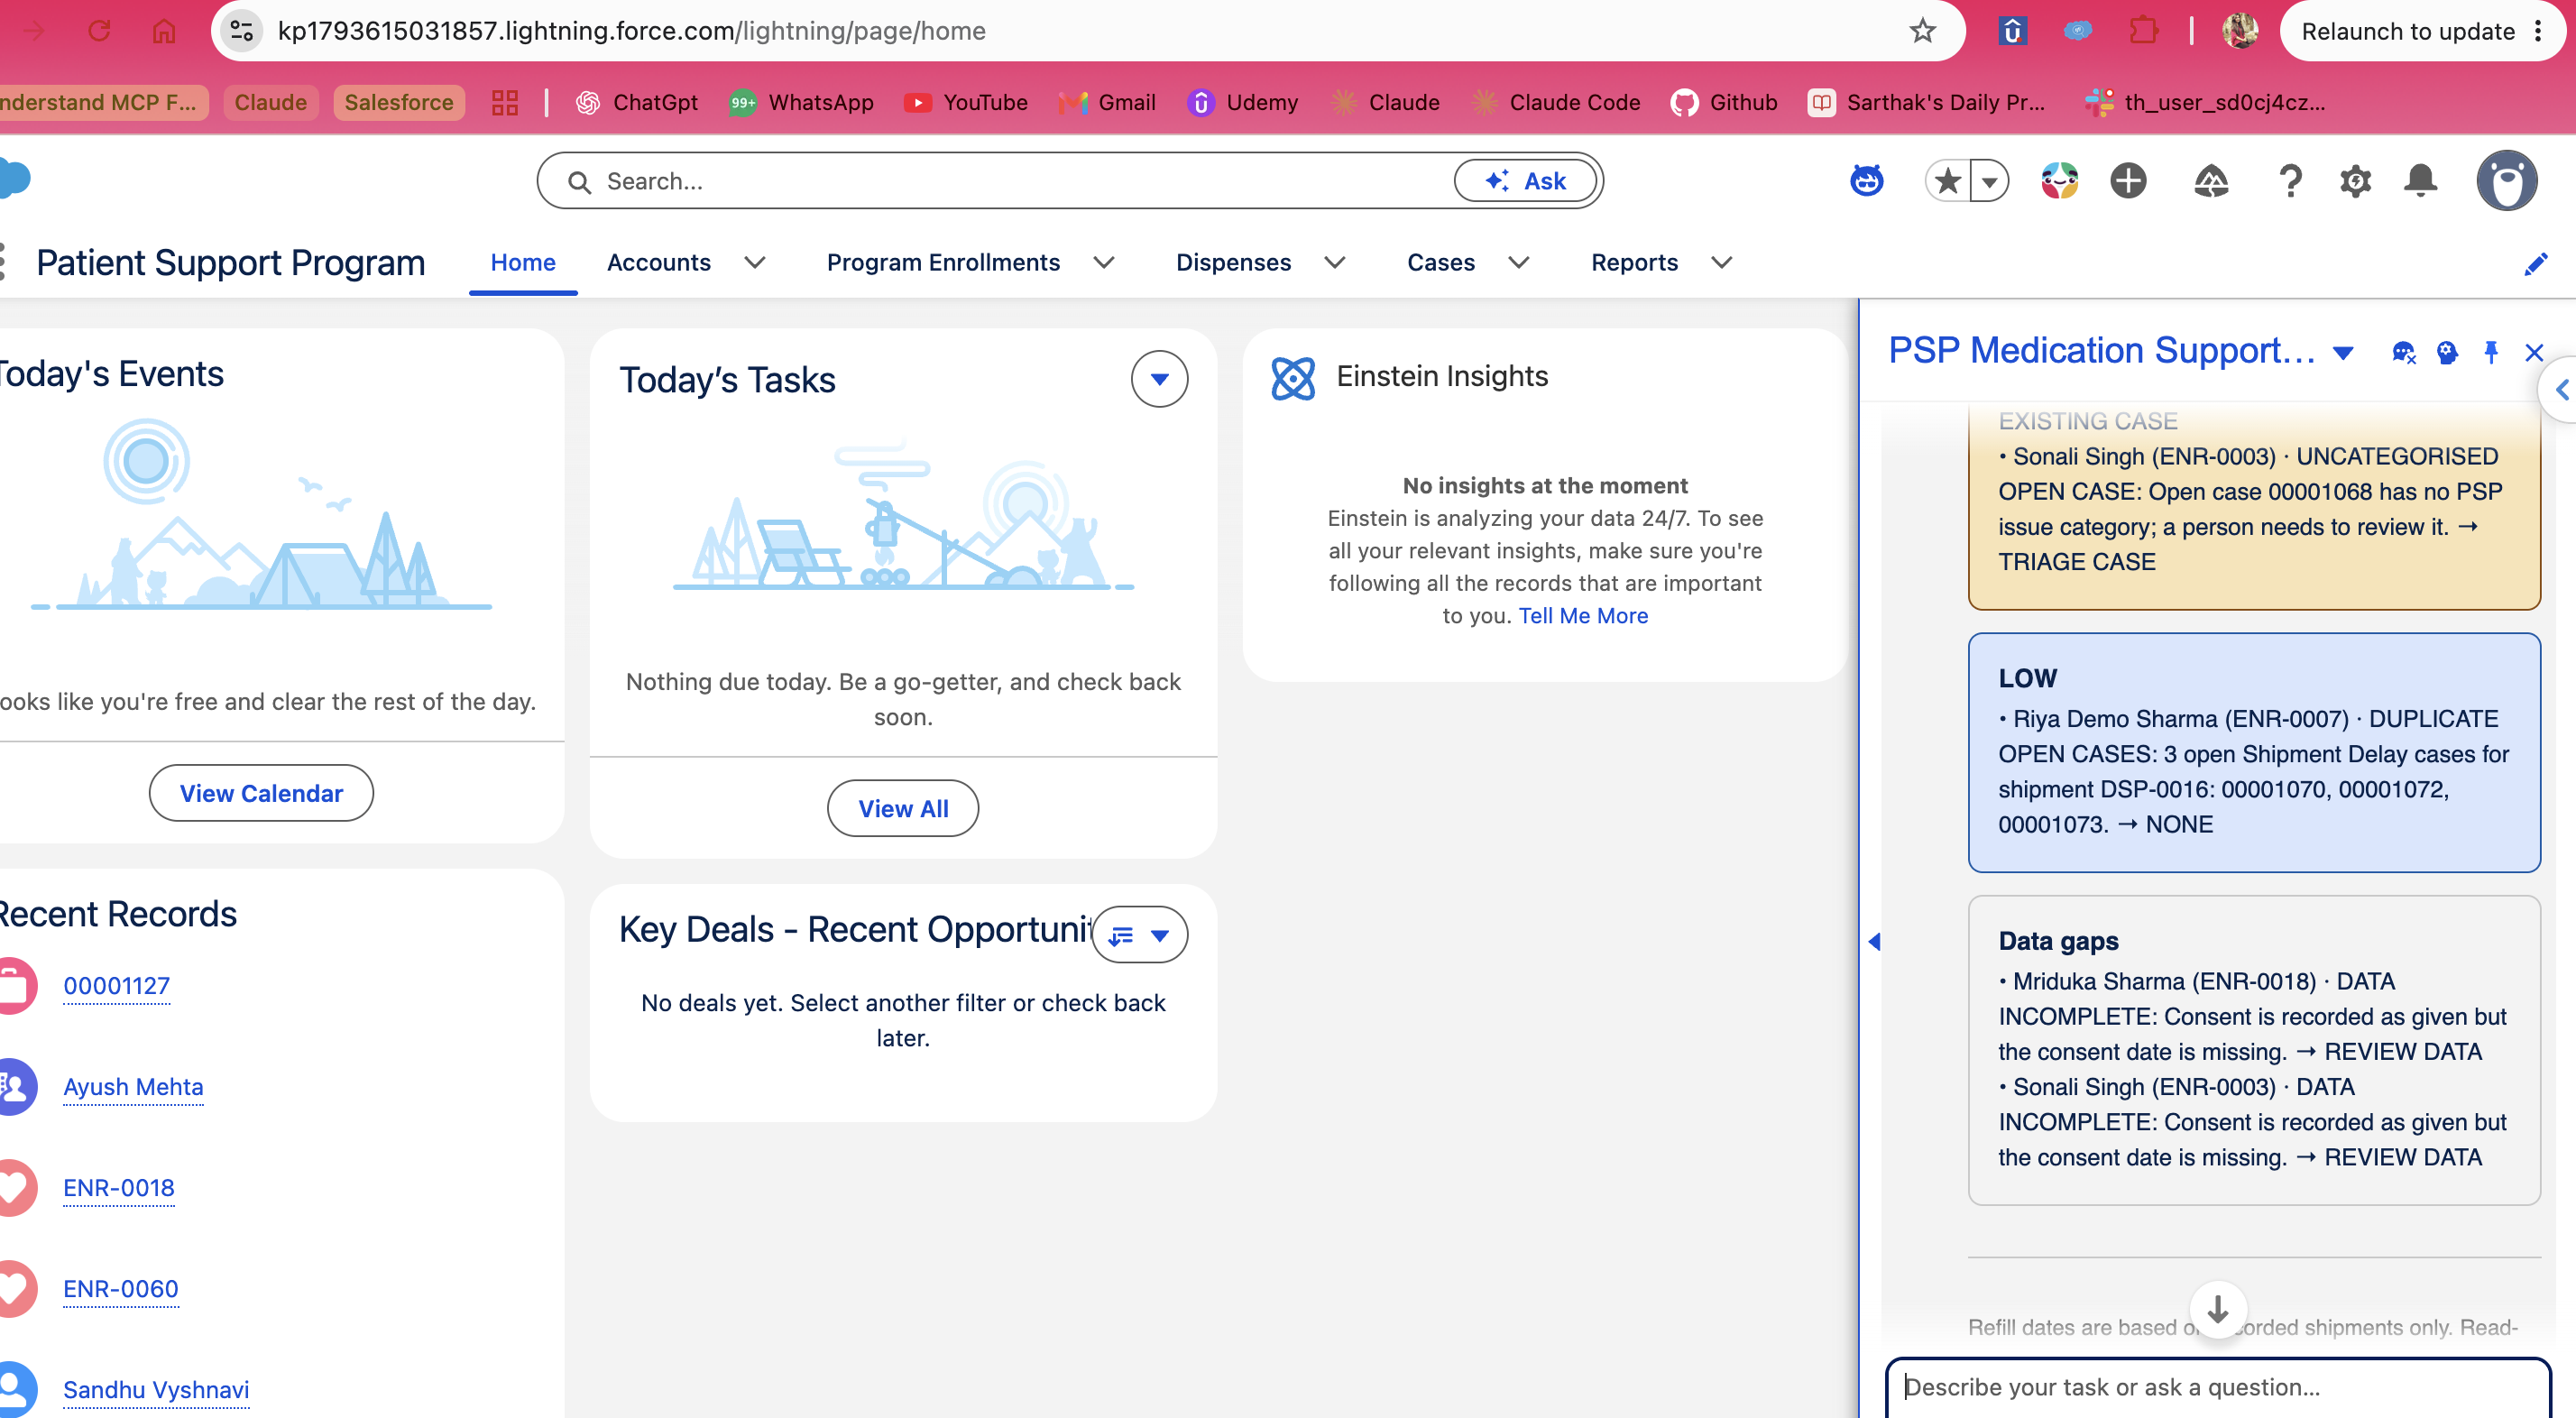 kp1793615031857.lightning.force.com/lightning/page/home
Relaunch to update
nderstand MCP F...
Claude
Salesforce
ChatGpt
99+
WhatsApp
YouTube
Gmail
Udemy
Claude
Claude Code
Github
Sarthak's Daily Pr...
th_user_sd0cj4cz...
Search...
Ask
Patient Support Program
Home
Accounts
Program Enrollments
Dispenses
Cases
Reports
Today's Events
ooks like you're free and clear the rest of the day.
View Calendar
Recent Records
00001127
Ayush Mehta
ENR-0018
ENR-0060
Sandhu Vyshnavi
Today's Tasks
Nothing due today. Be a go-getter, and check back
soon.
View All
Key Deals - Recent Opportuni
No deals yet. Select another filter or check back
later.
Einstein Insights
No insights at the moment
Einstein is analyzing your data 24/7. To see
all your relevant insights, make sure you're
following all the records that are important
to you. Tell Me More
PSP Medication Support...
EXISTING CASE
• Sonali Singh (ENR-0003) · UNCATEGORISED
OPEN CASE: Open case 00001068 has no PSP
issue category; a person needs to review it. →
TRIAGE CASE
LOW
• Riya Demo Sharma (ENR-0007) · DUPLICATE
OPEN CASES: 3 open Shipment Delay cases for
shipment DSP-0016: 00001070, 00001072,
00001073. → NONE
Data gaps
• Mriduka Sharma (ENR-0018) · DATA
INCOMPLETE: Consent is recorded as given but
the consent date is missing. → REVIEW DATA
• Sonali Singh (ENR-0003) · DATA
INCOMPLETE: Consent is recorded as given but
the consent date is missing. → REVIEW DATA
Refill dates are based o orded shipments only. Read-
Describe your task or ask a question...